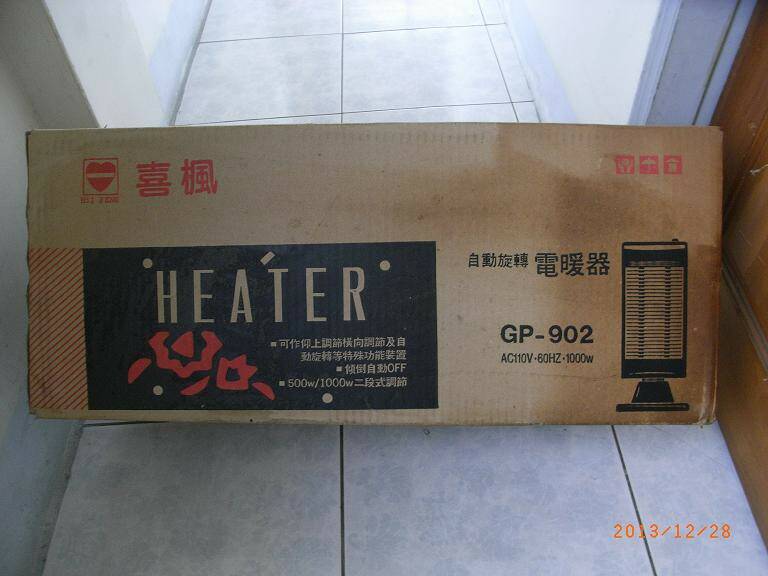 喜楓
HEATER
■可作仰上調節橫向調節及自
動旋轉等特殊功能裝置
■傾倒自動OFF
■500w/1000w二段式調節
自動旋轉 電暖器
GP-902
AC110V·60HZ·1000w
2013/12/28